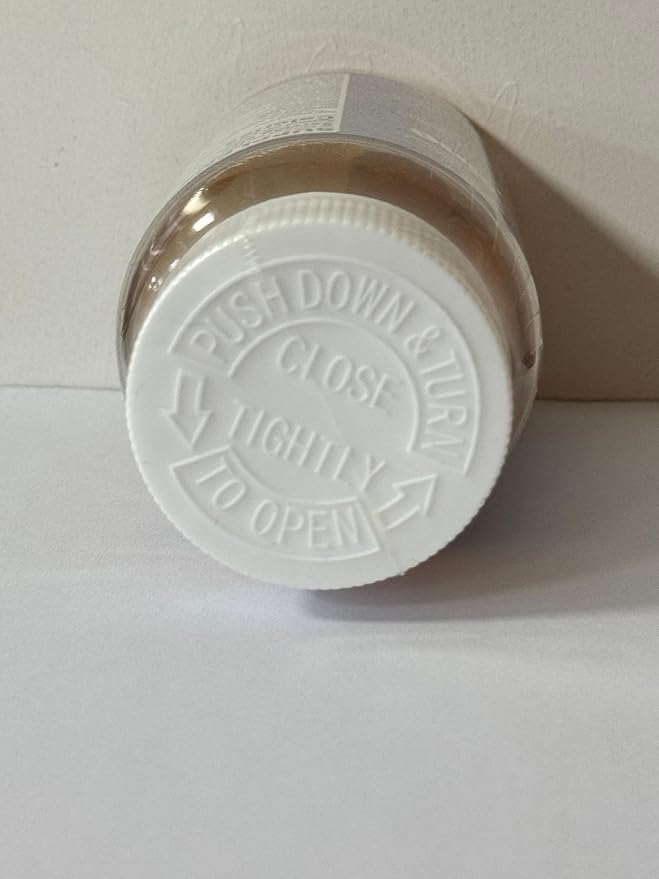 PUSH DOWN & TURN
CLOSE
TIGHTLY
TO OPEN